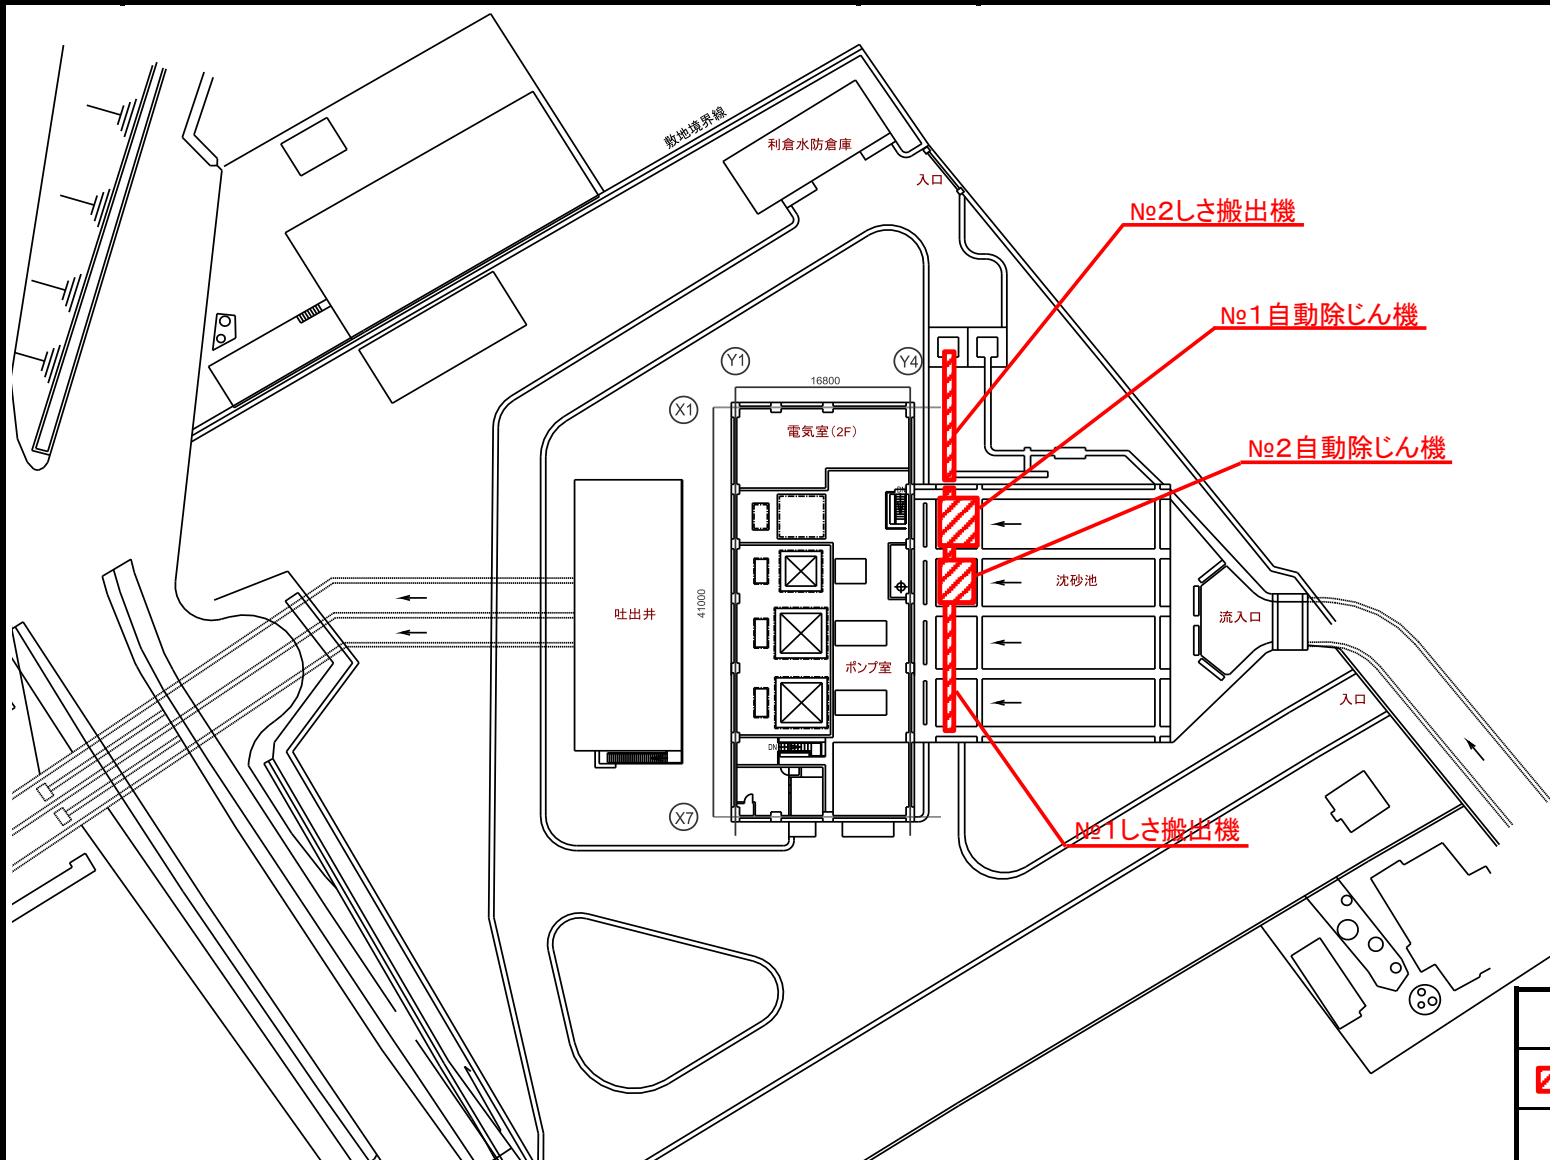 敷地境界線
利倉水防倉庫
入口
№2しさ搬出機
№1自動除じん機
Y1
Y4
16800
X1
電気室(2F)
№2自動除じん機
沈砂池
41000
吐出井
流入口
ポンプ室
入口
DN
X7
№1しさ搬出機